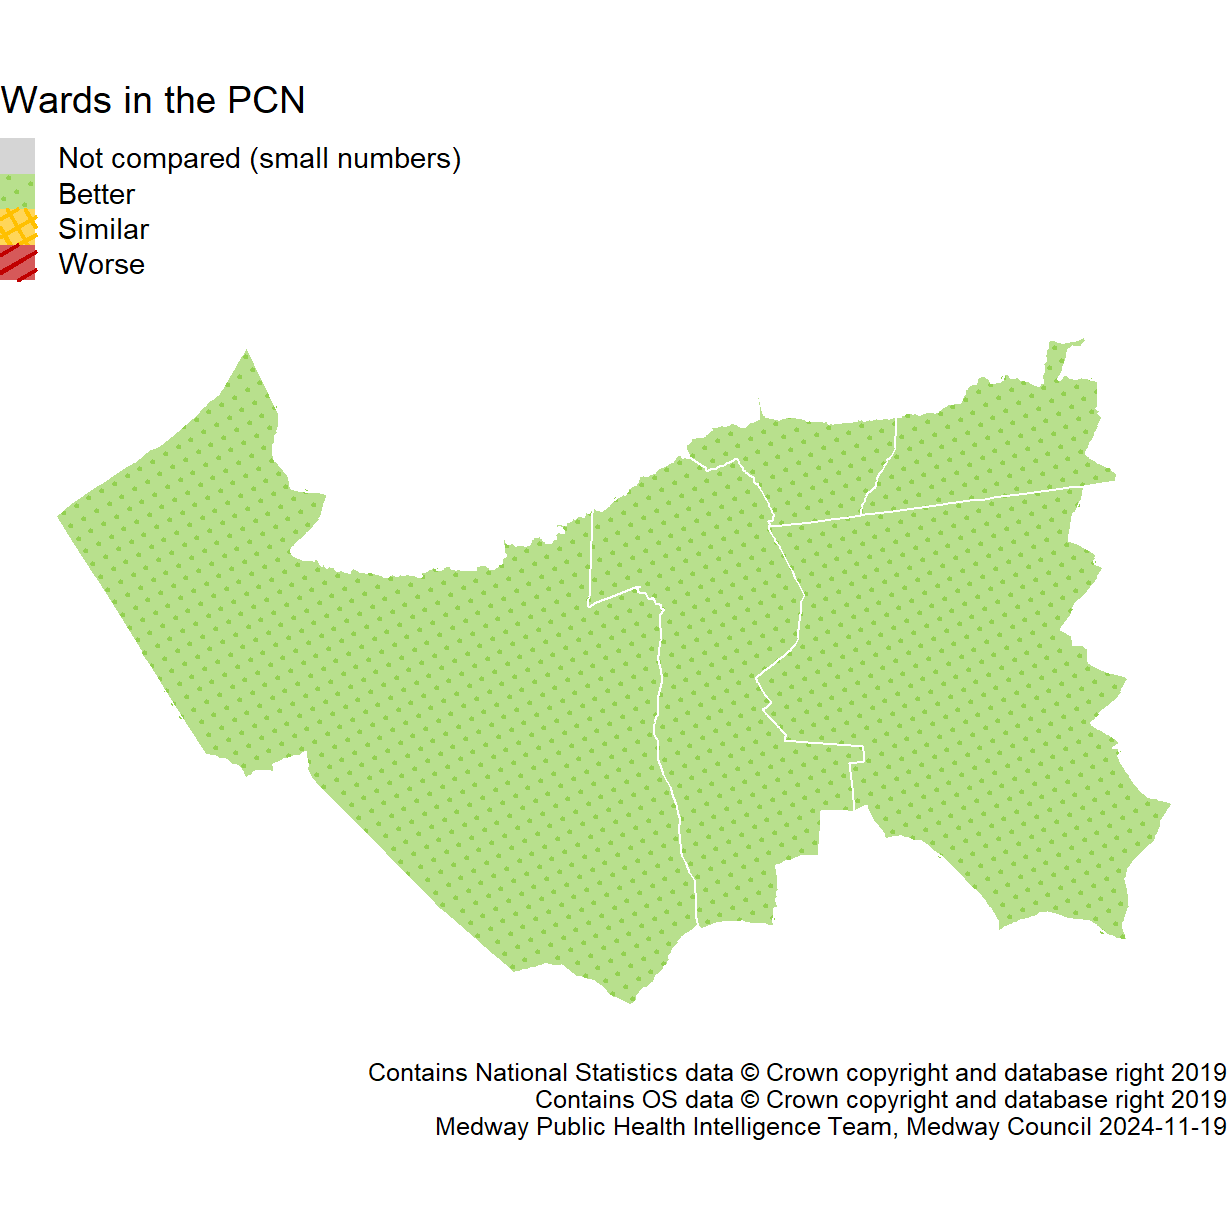 Wards in the PCN
Not compared (small numbers)
Better
Similar
Worse
Contains National Statistics data © Crown copyright and database right 2019
Contains OS data © Crown copyright and database right 2019
Medway Public Health Intelligence Team, Medway Council 2024-11-19